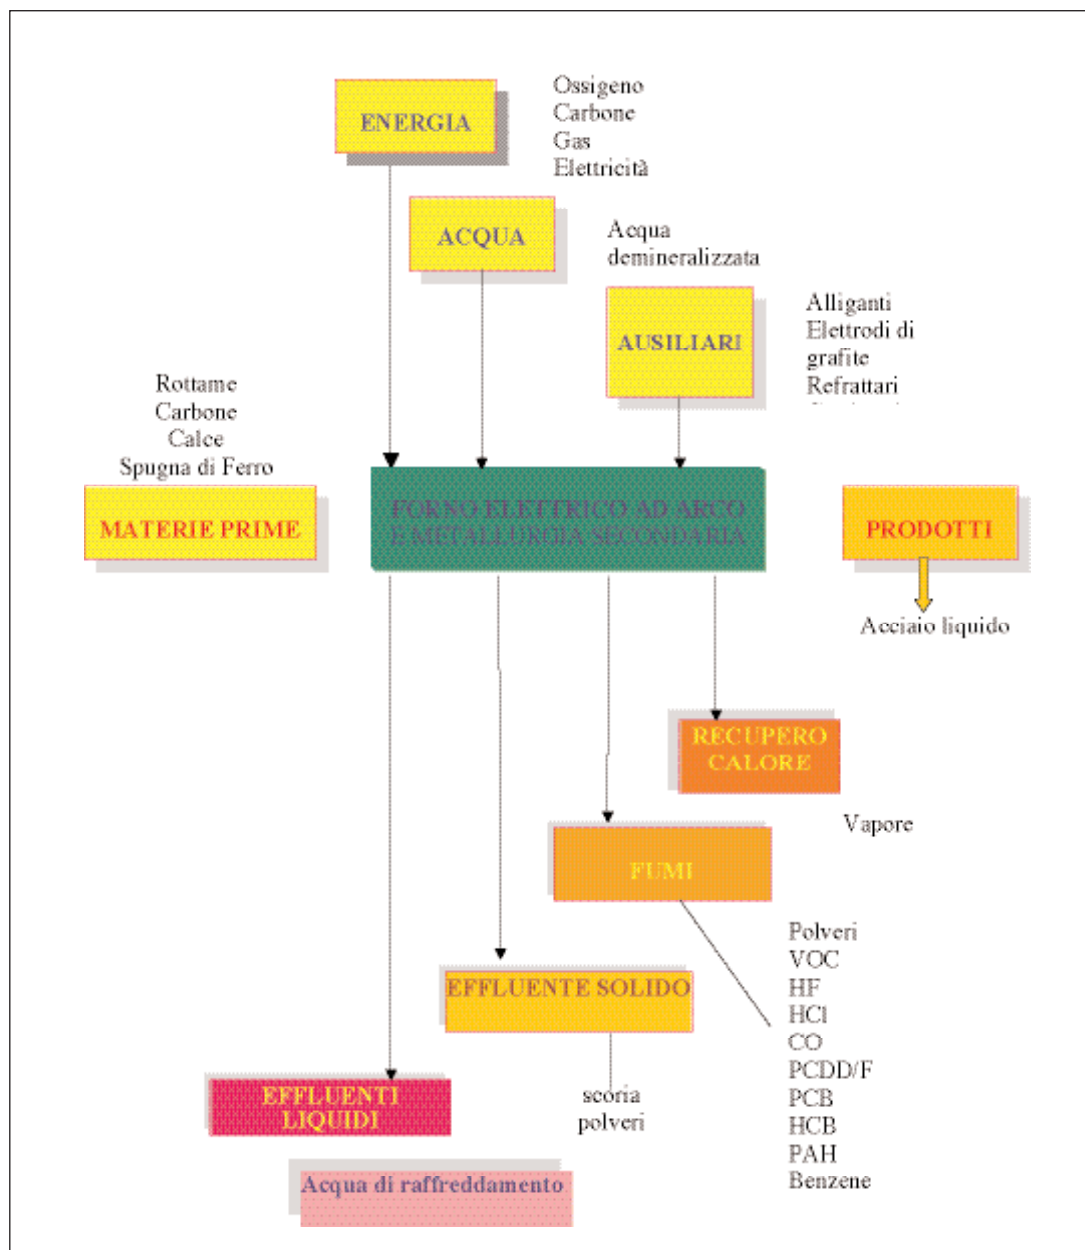 ENERGIA
Ossigeno
Carbone
Gas
Elettricità
ACQUA
Acqua
demineralizzata
AUSILIARI
Alliganti
Elettrodi di
grafite
Refrattari
Rottame
Carbone
Calce
Spugna di Ferro
MATERIE PRIME
FORNO ELETTRICO AD ARCO
E METALLURGIA SECONDARIA
PRODOTTI
Acciaio liquido
RECUPERO
CALORE
Vapore
FUMI
Polveri
VOC
HF
HCl
CO
PCDD/F
PCB
HCB
PAH
Benzene
EFFLUENTE SOLIDO
scoria
polveri
EFFLUENTI
LIQUIDI
Acqua di raffreddamento